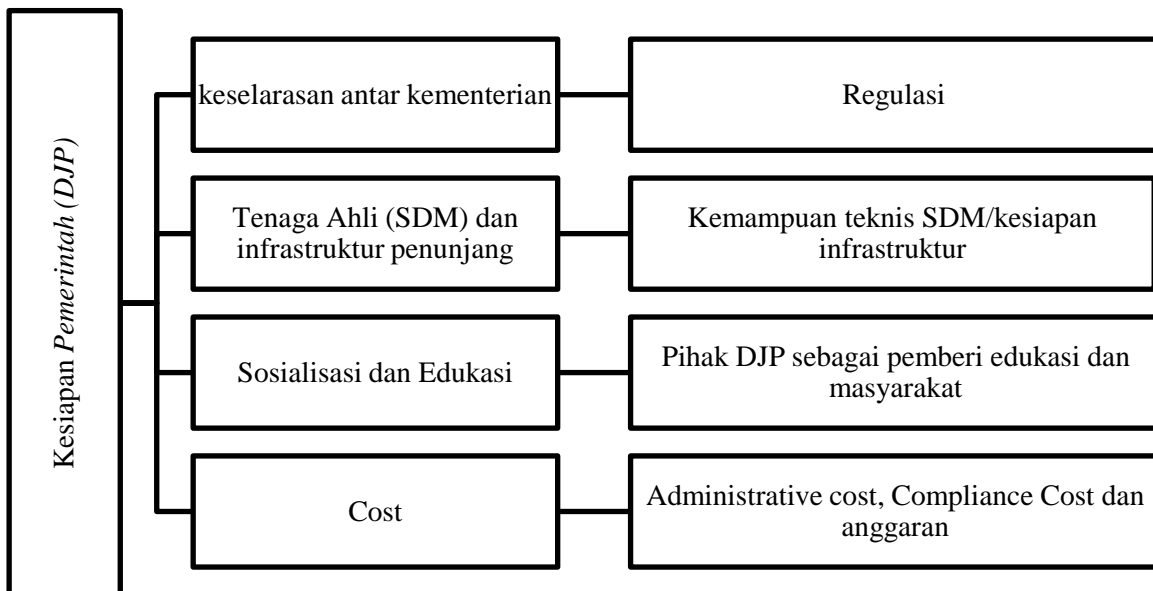 Kesiapan Pemerintah (DJP)
keselarasan antar kementerian
Regulasi
Tenaga Ahli (SDM) dan
infrastruktur penunjang
Kemampuan teknis SDM/kesiapan
infrastruktur
Sosialisasi dan Edukasi
Pihak DJP sebagai pemberi edukasi dan
masyarakat
Cost
Administrative cost, Compliance Cost dan
anggaran